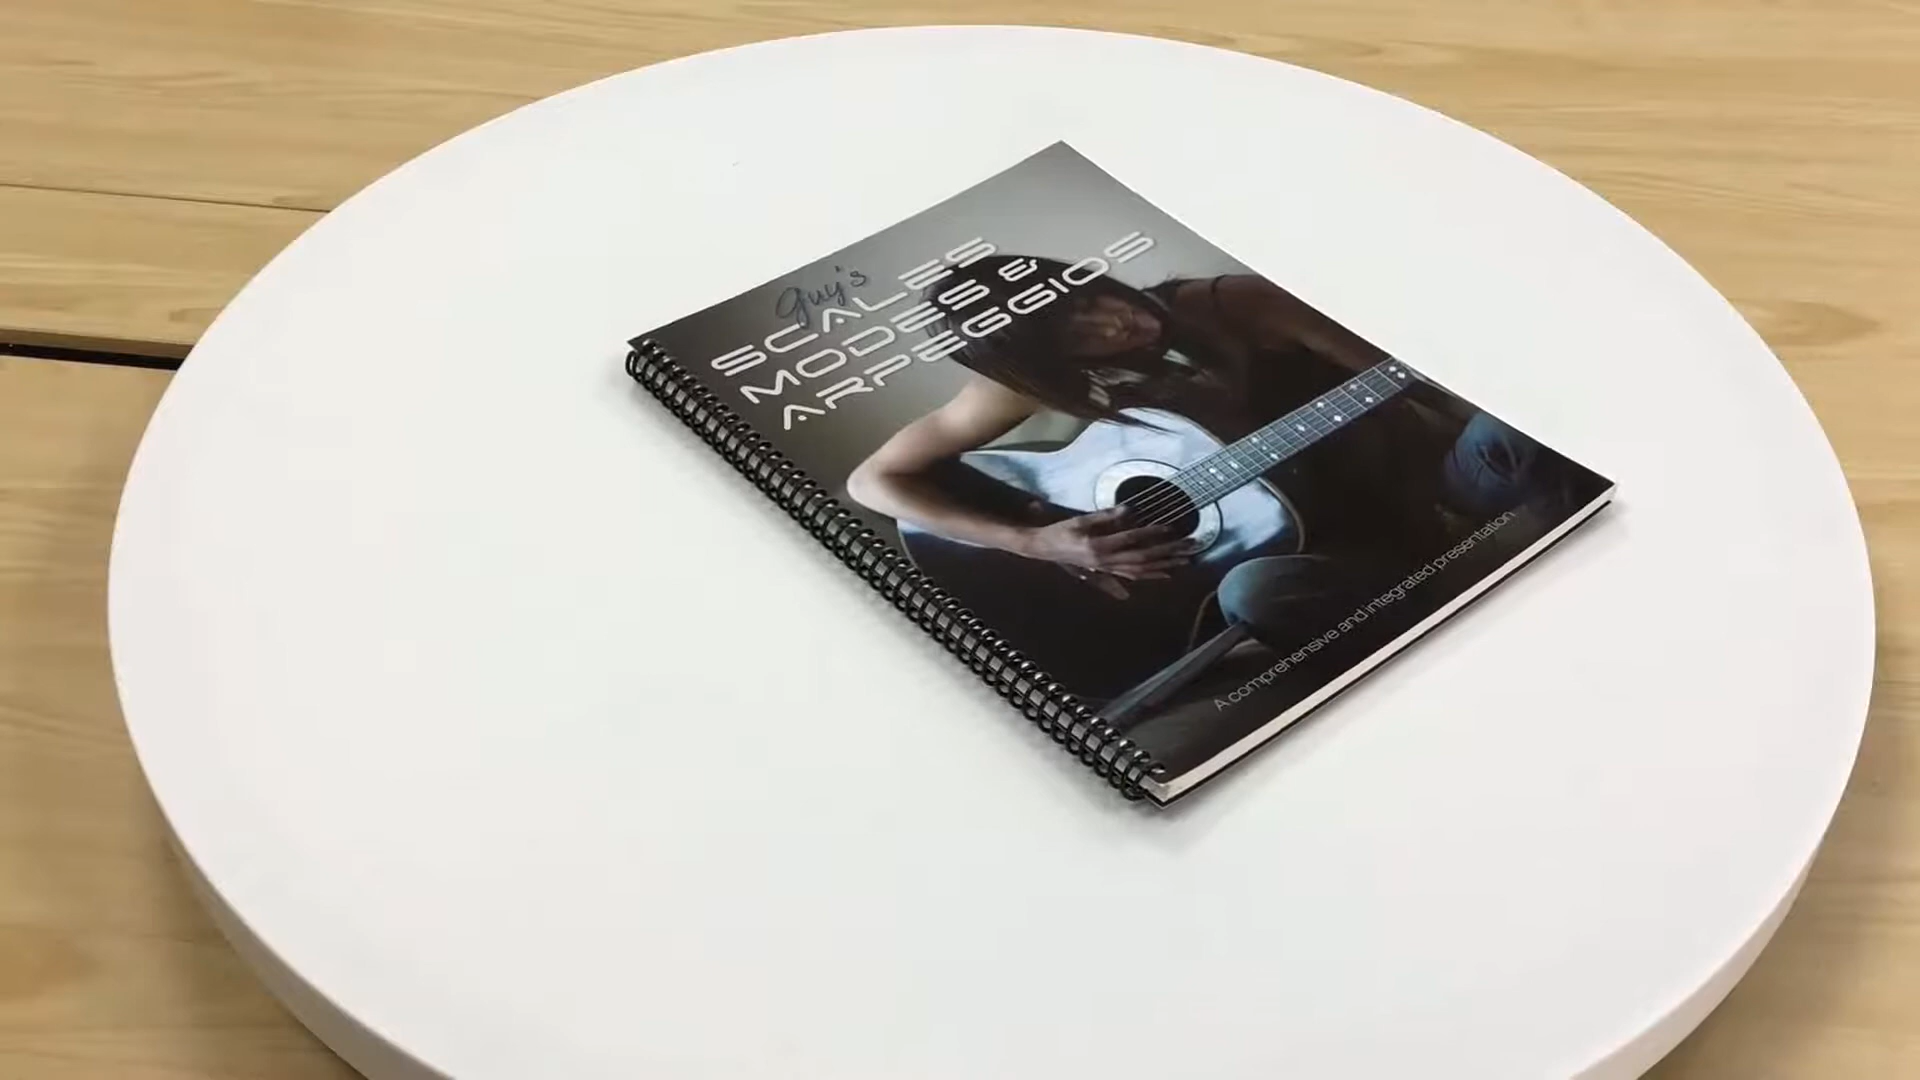 Guy's
SCALES
MODES &
ARPEGGIOS
A comprehensive and integrated presentation